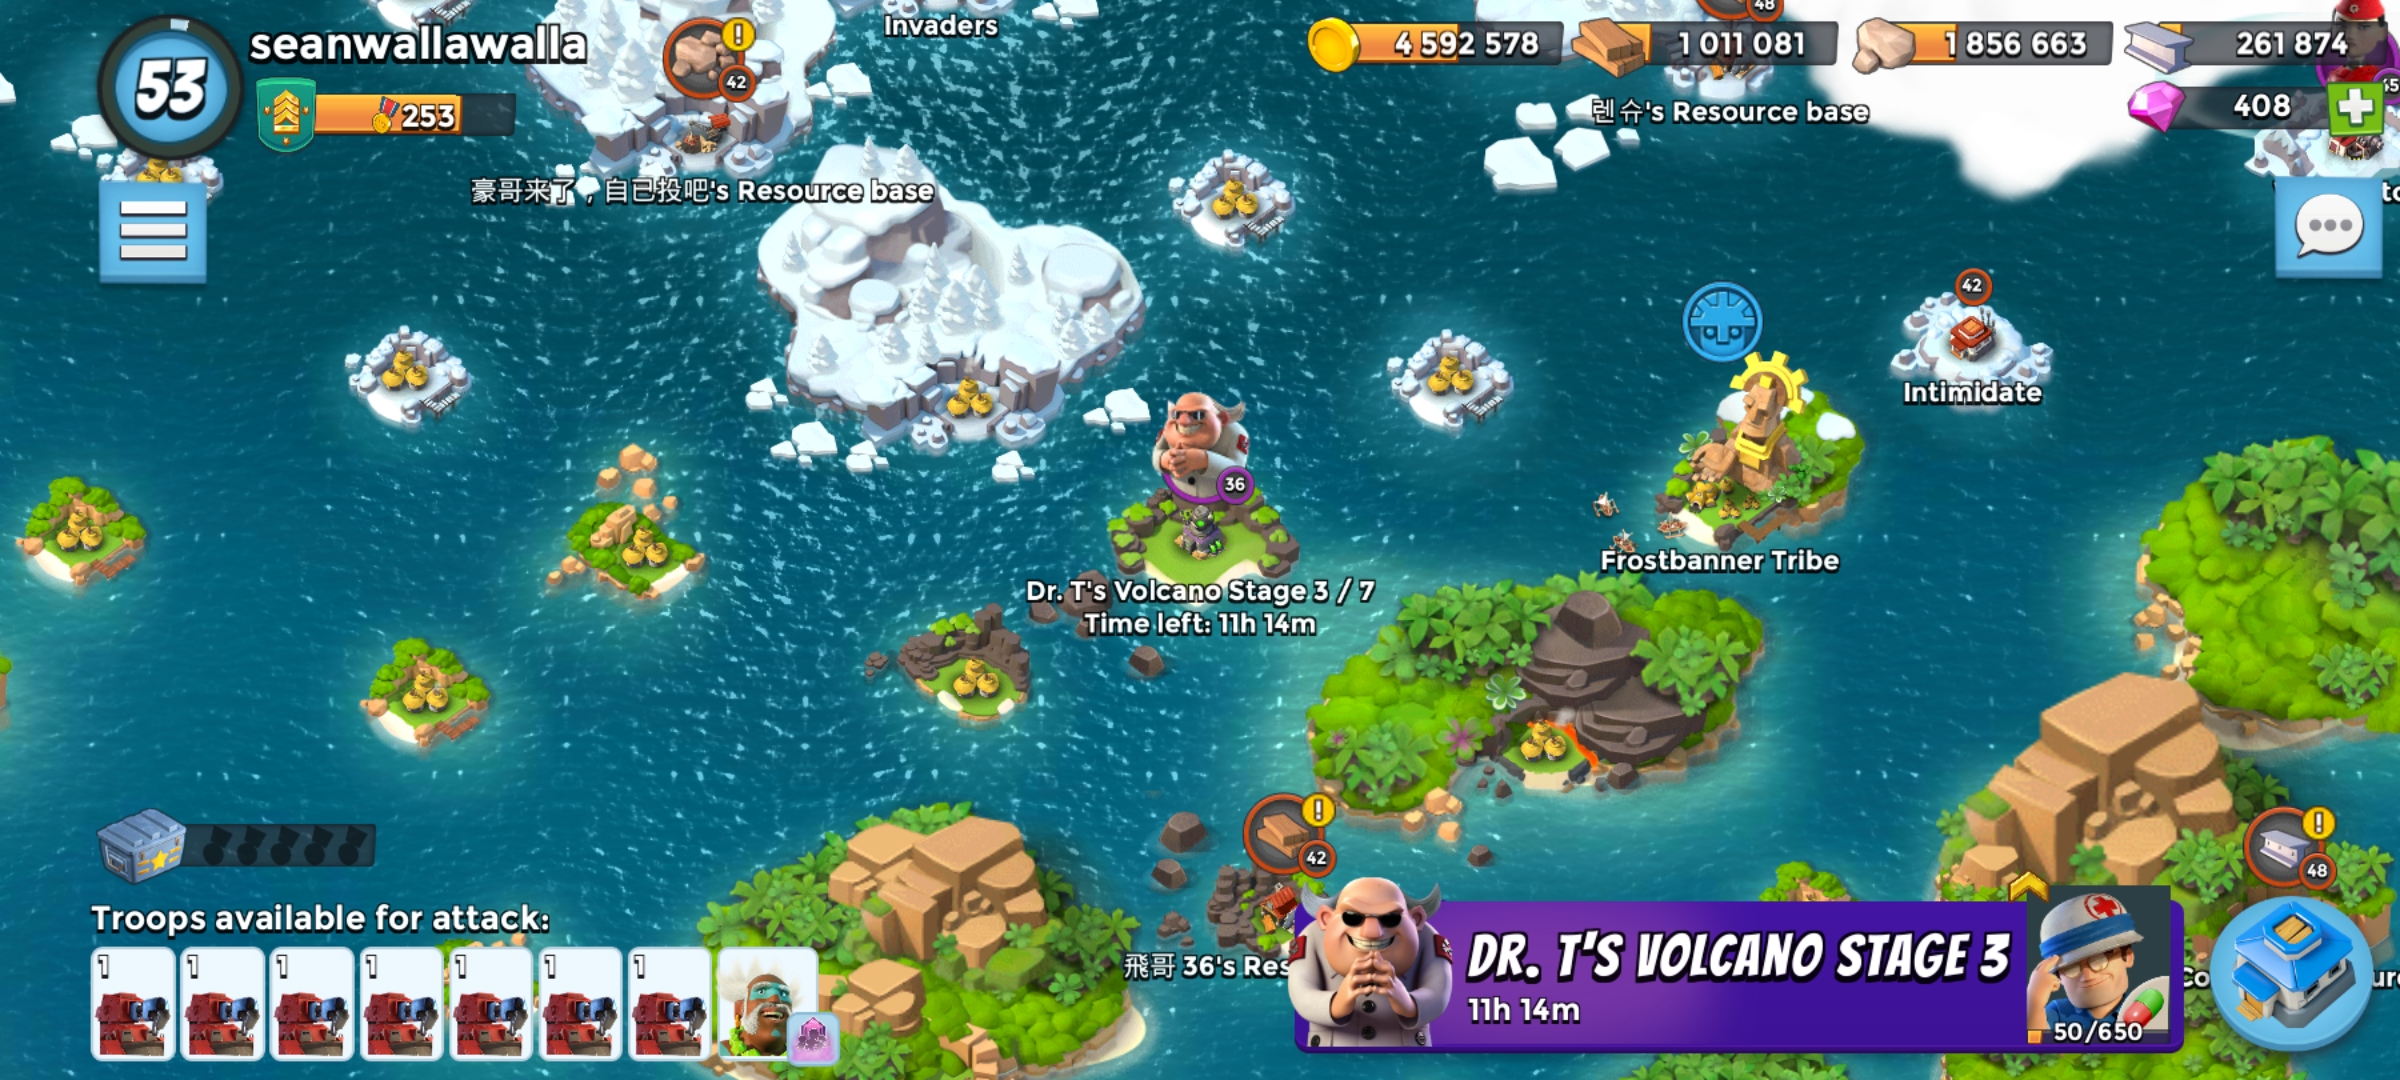 53
seanwallawalla
253
42
Invaders
48
4 592 578
1 011 081
1 856 663
261 874
408
豪哥来了，自已投吧's Resource base
렌슈's Resource base
42
Intimidate
36
Dr. T's Volcano Stage 3 / 7
Time left: 11h 14m
Frostbanner Tribe
42
48
飛哥 36's Res
Troops available for attack:
1
1
1
1
1
1
1
DR. T'S VOLCANO STAGE 3
11h 14m
50/650